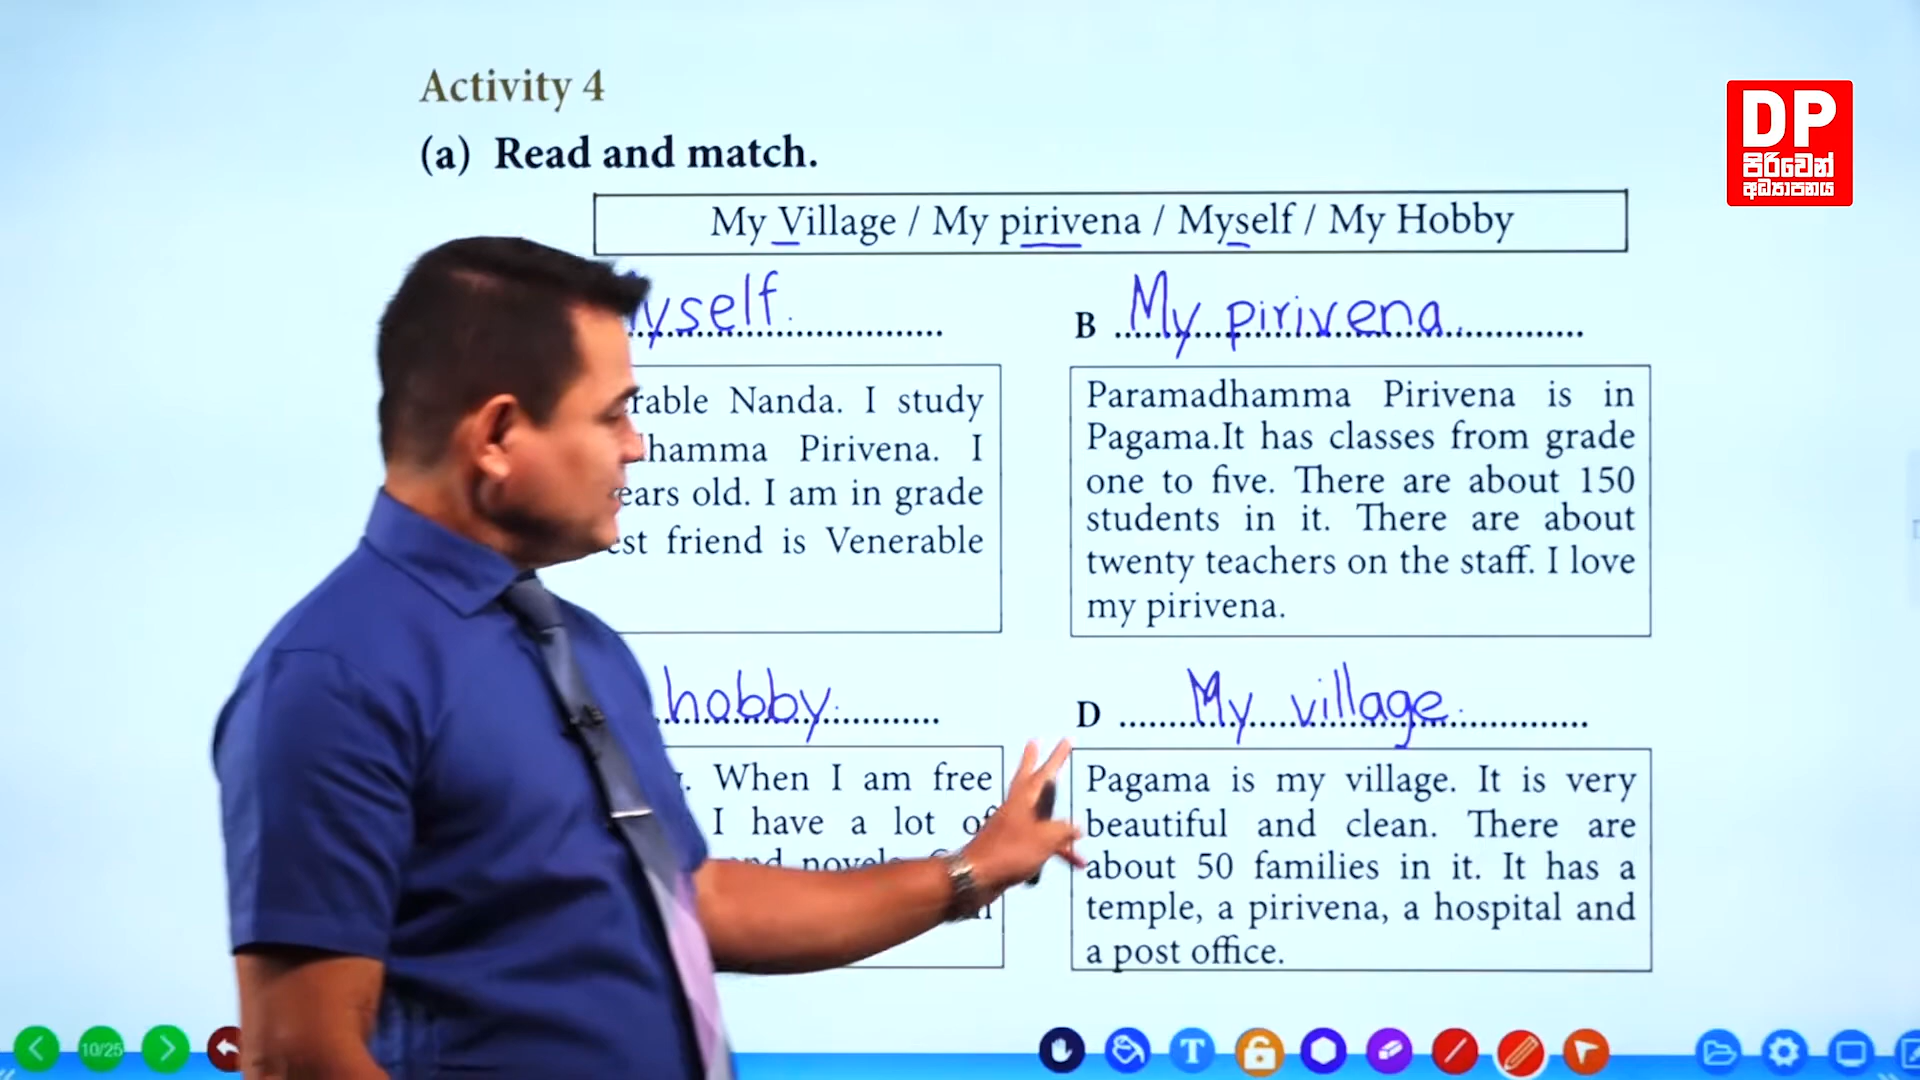 Activity 4
DP
පිරිවෙන්
අධ්‍යාපනය
(a) Read and match.
My Village / My pirivena / Myself / My Hobby
yself.
B My pirivena.
rable Nanda. I study
hamma Pirivena. I
ears old. I am in grade
est friend is Venerable
Paramadhamma Pirivena is in
Pagama.It has classes from grade
one to five. There are about 150
students in it. There are about
twenty teachers on the staff. I love
my pirivena.
hobby.
D My village.
. When I am free
I have a lot of
nd novels
Pagama is my village. It is very
beautiful and clean. There are
about 50 families in it. It has a
temple, a pirivena, a hospital and
a post office.
10/25
T